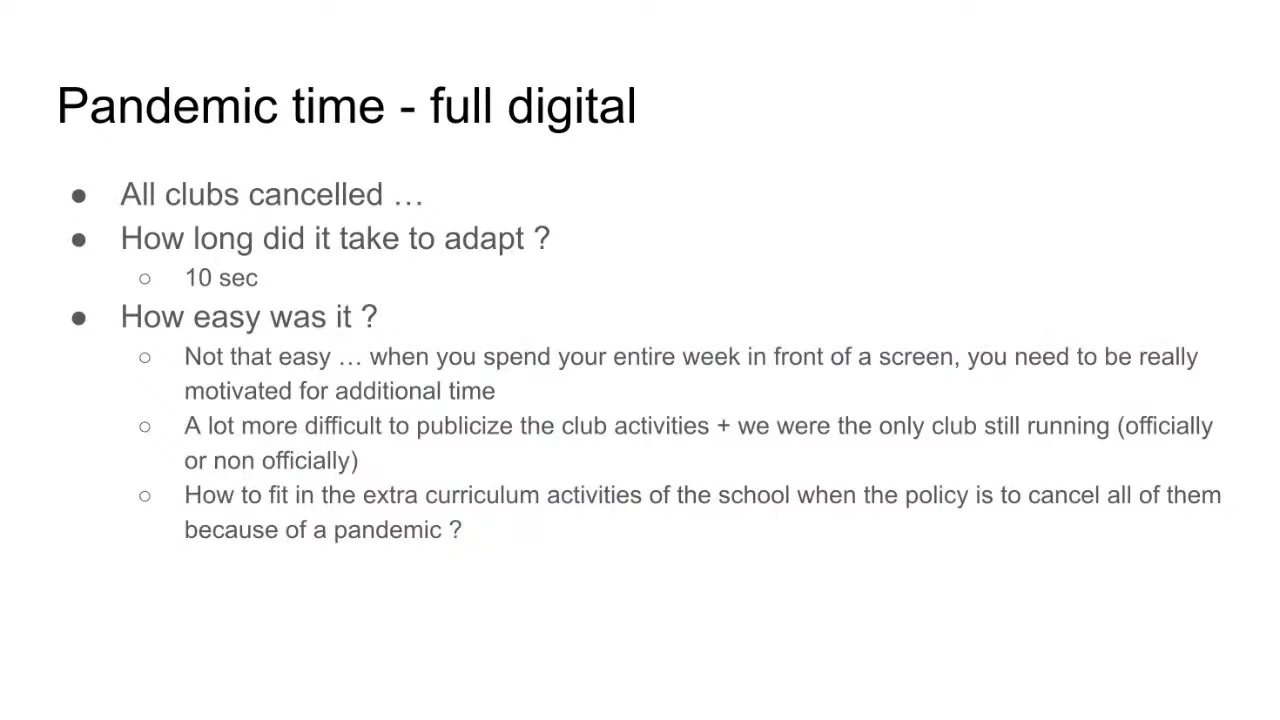 Pandemic time - full digital
● All clubs cancelled …
● How long did it take to adapt ?
○ 10 sec
● How easy was it ?
○ Not that easy … when you spend your entire week in front of a screen, you need to be really
motivated for additional time
○ A lot more difficult to publicize the club activities + we were the only club still running (officially
or non officially)
○ How to fit in the extra curriculum activities of the school when the policy is to cancel all of them
because of a pandemic ?